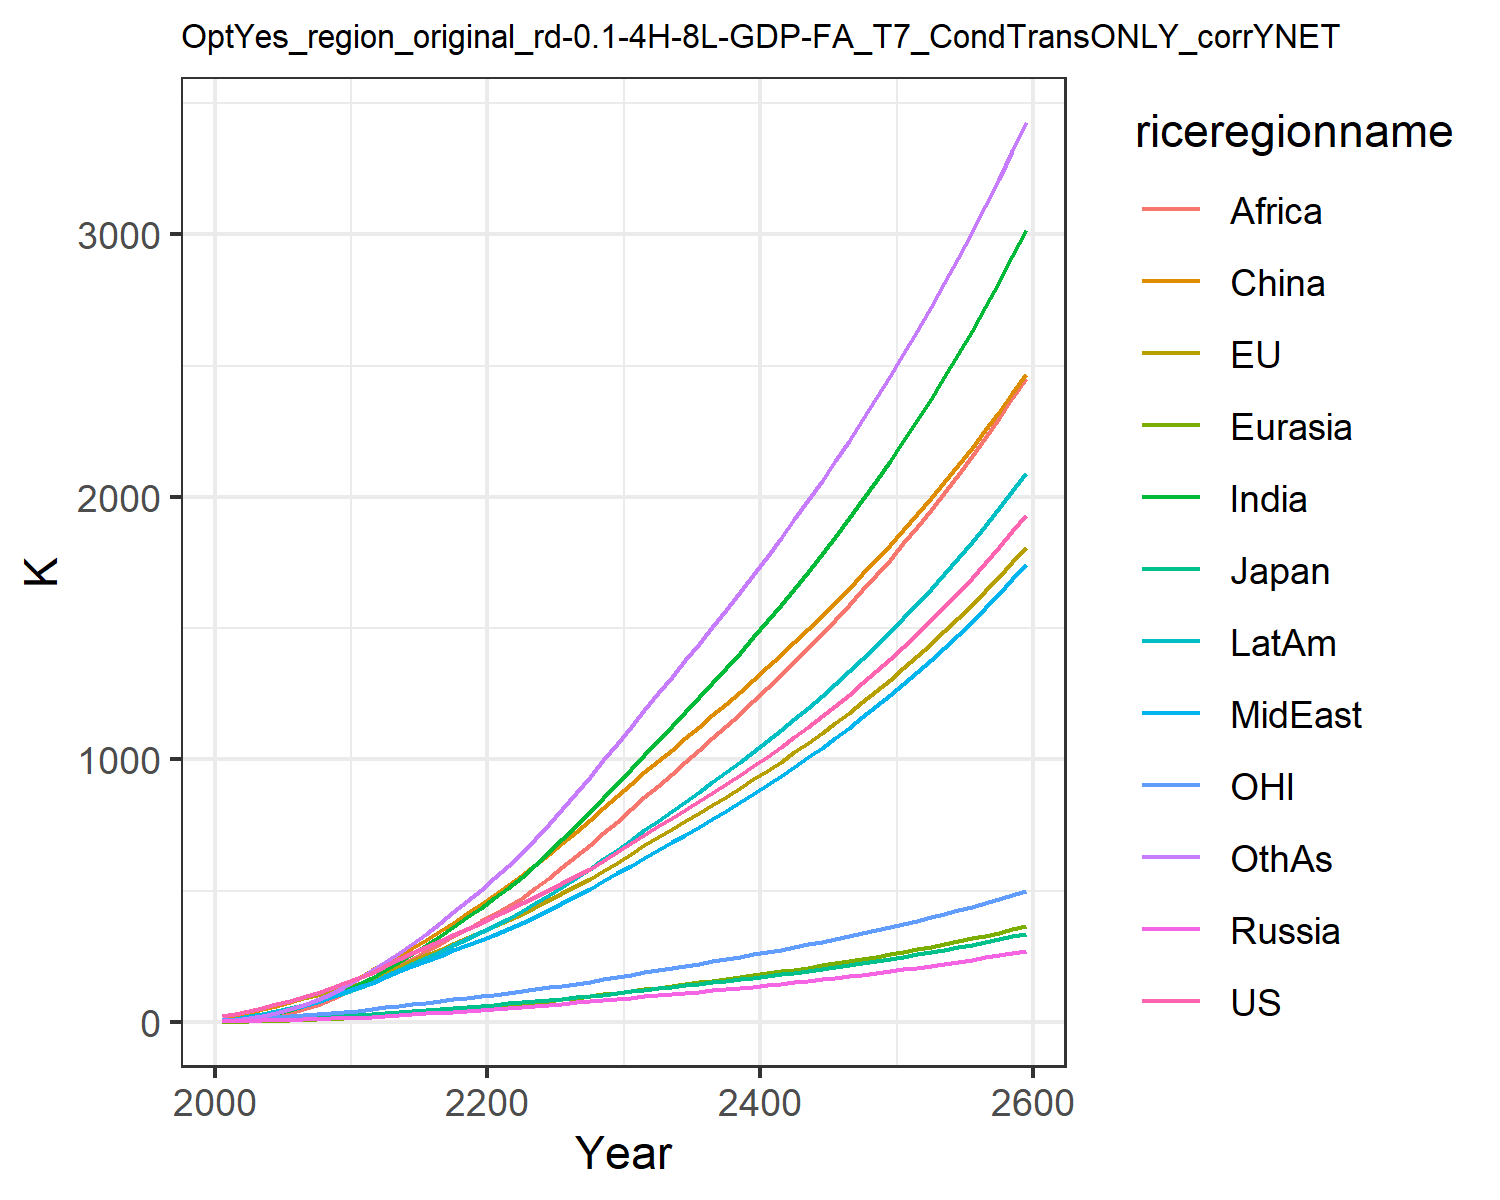 OptYes_region_original_rd-0.1-4H-8L-GDP-FA_T7_CondTransONLY_corrYNET
riceregionname
Africa
China
EU
Eurasia
India
Japan
LatAm
MidEast
OHI
OthAs
Russia
US
3000
2000
1000
0
K
2000 2200 2400 2600
Year